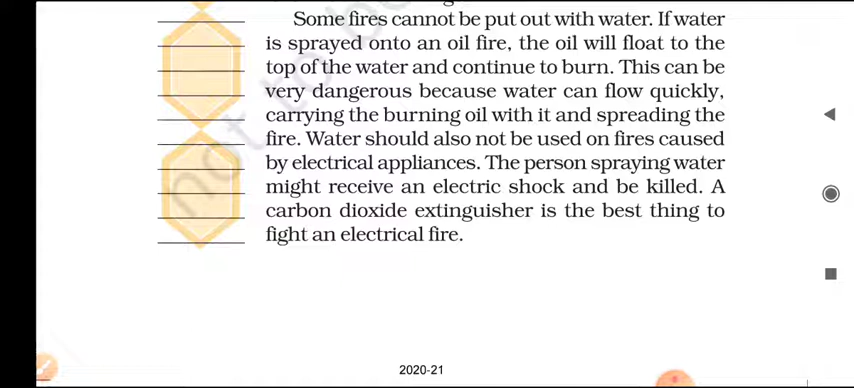 Some fires cannot be put out with water. If water
is sprayed onto an oil fire, the oil will float to the
top of the water and continue to burn. This can be
very dangerous because water can flow quickly,
carrying the burning oil with it and spreading the
fire. Water should also not be used on fires caused
by electrical appliances. The person spraying water
might receive an electric shock and be killed. A
carbon dioxide extinguisher is the best thing to
fight an electrical fire.
not to be
2020-21